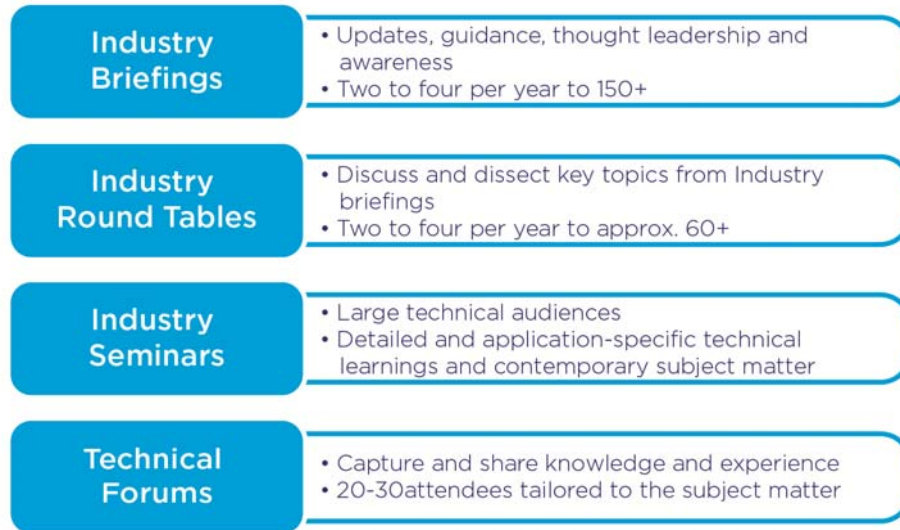 Industry
Briefings
• Updates, guidance, thought leadership and
awareness
• Two to four per year to 150+
Industry
Round Tables
• Discuss and dissect key topics from Industry
briefings
• Two to four per year to approx. 60+
Industry
Seminars
• Large technical audiences
• Detailed and application-specific technical
learnings and contemporary subject matter
Technical
Forums
• Capture and share knowledge and experience
• 20-30attendees tailored to the subject matter